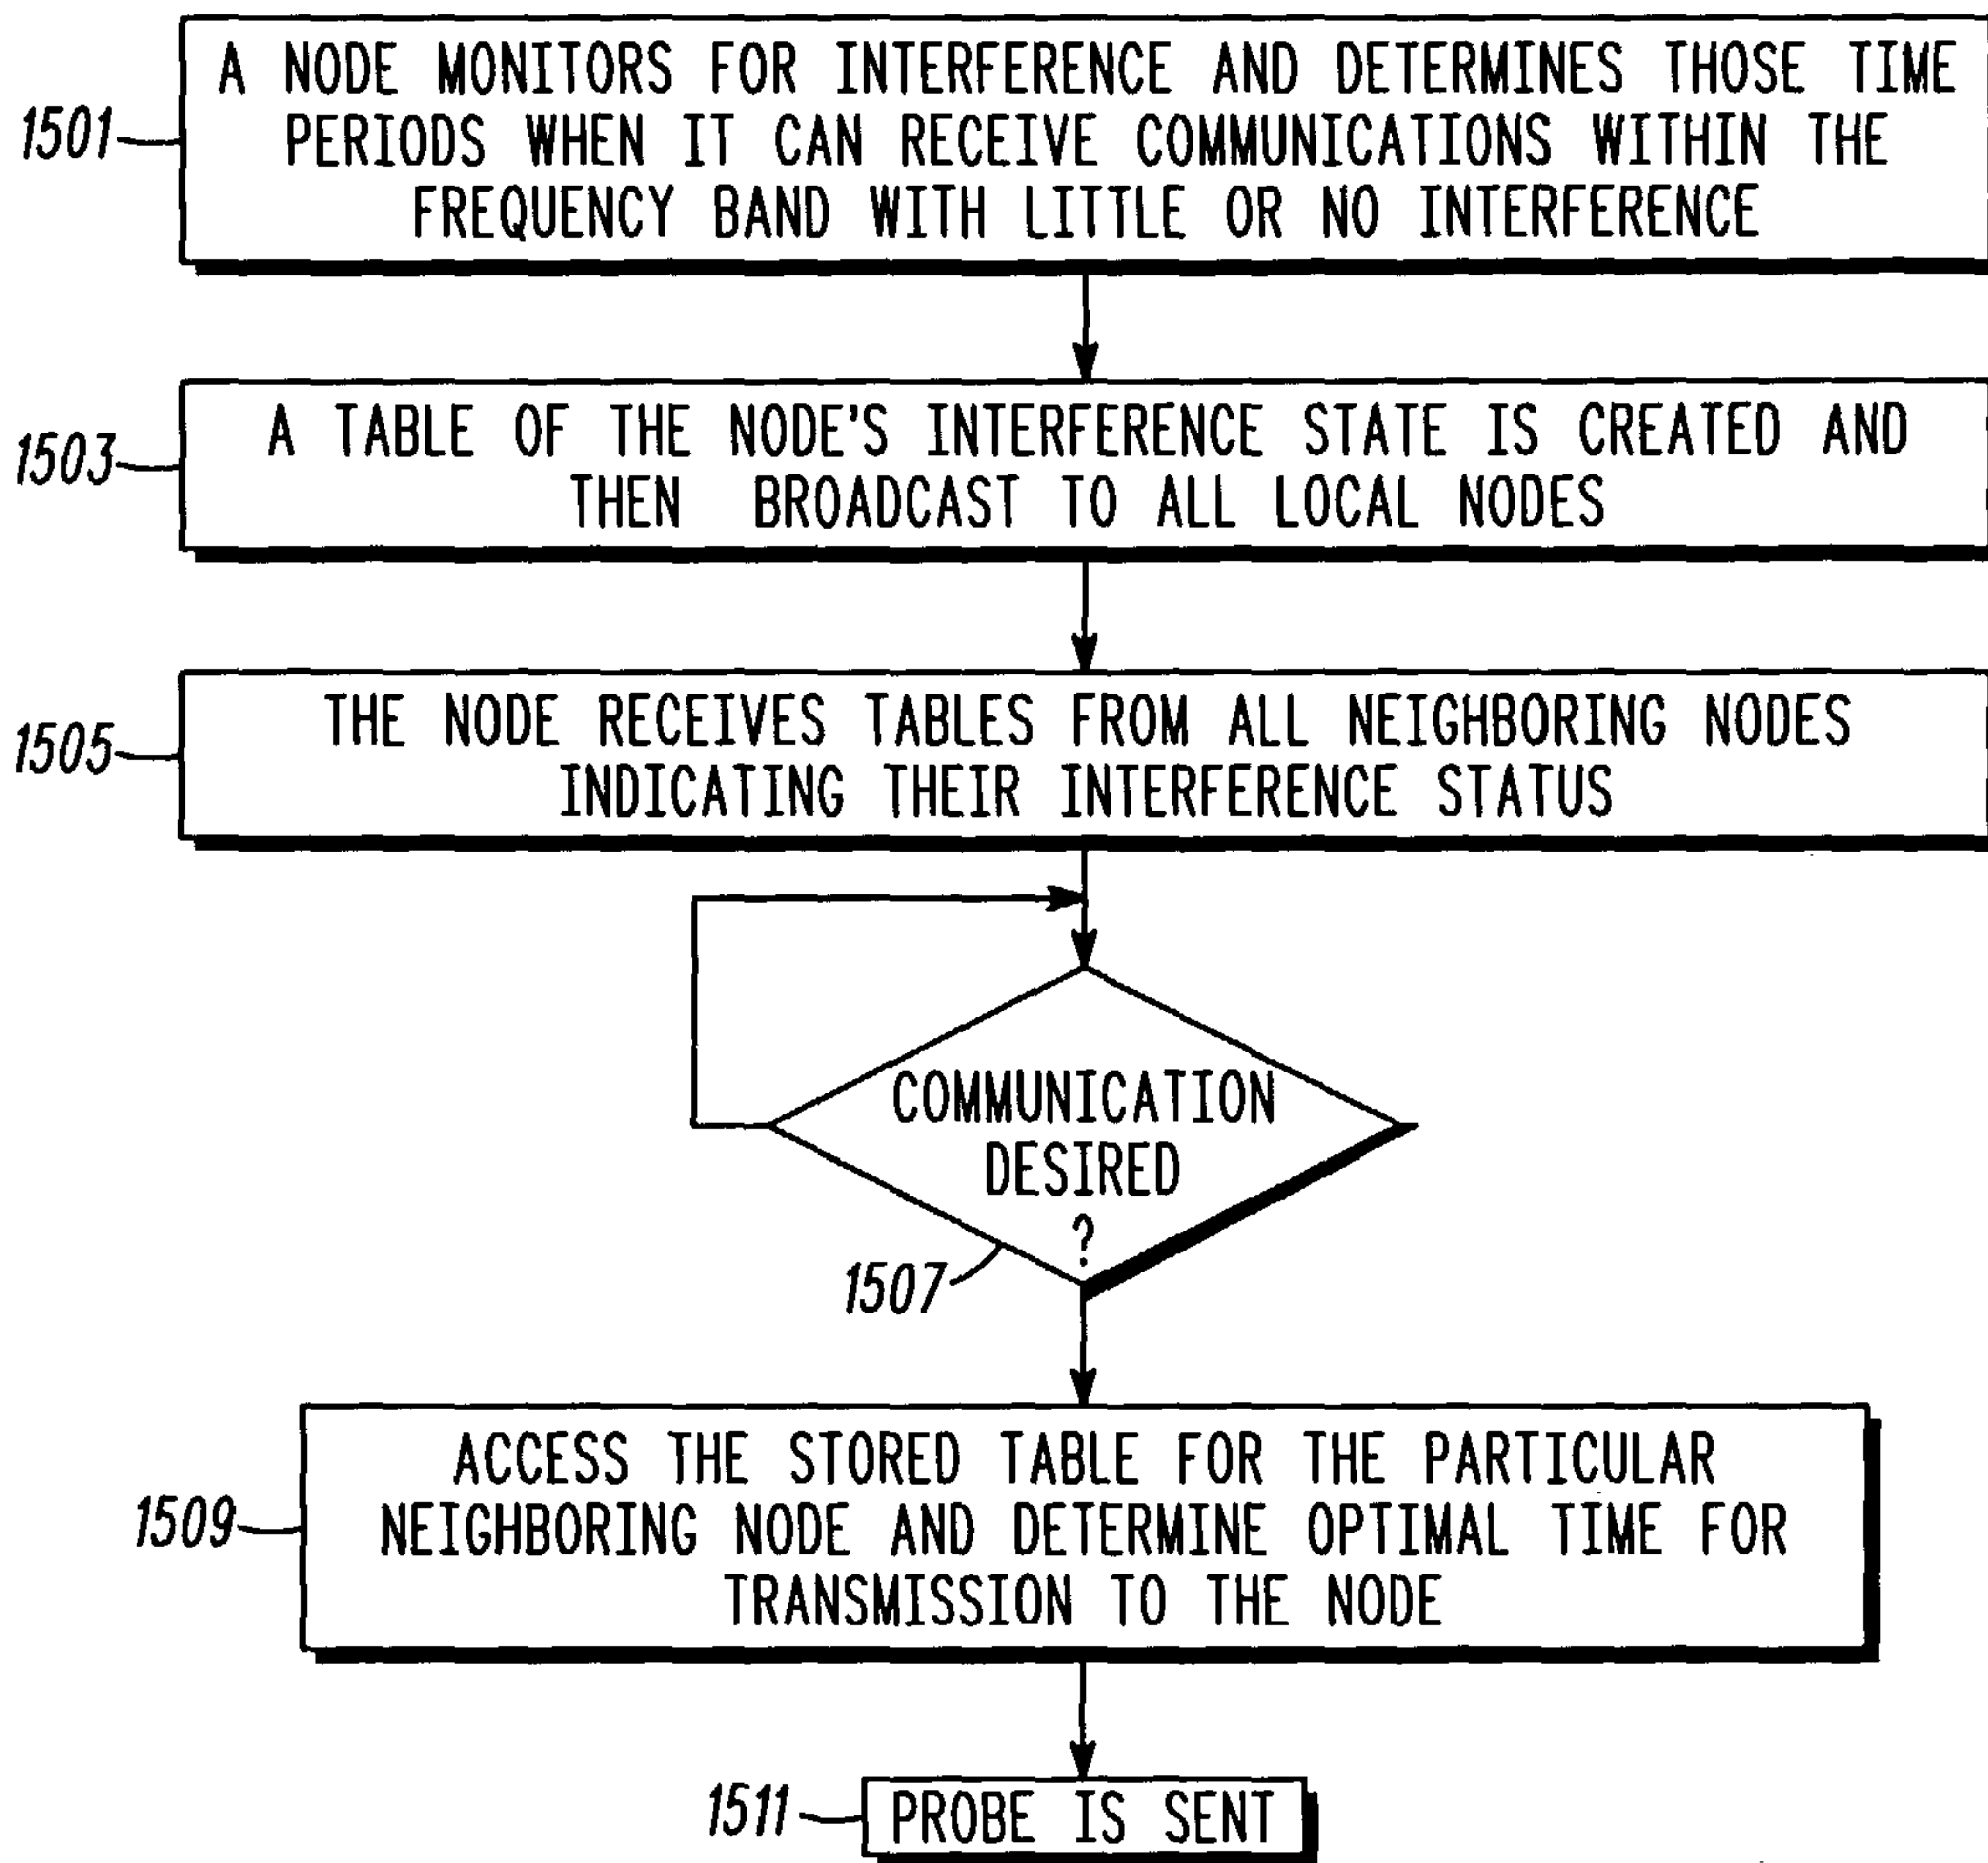 A NODE MONITORS FOR INTERFERENCE AND DETERMINES THOSE TIME
1501
PERIODS WHEN IT CAN RECEIVE COMMUNICATIONS WITHIN THE
FREQUENCY BAND WITH LITTLE OR NO INTERFERENCE
A TABLE OF THE NODE'S INTERFERENCE STATE IS CREATED AND
1503
THEN BROADCAST TO ALL LOCAL NODES
THE NODE RECEIVES TABLES FROM ALL NEIGHBORING NODES
1505
INDICATING THEIR INTERFERENCE STATUS
COMMUNICATION
DESIRED
?
1507
ACCESS THE STORED TABLE FOR THE PARTICULAR
1509
NEIGHBORING NODE AND DETERMINE OPTIMAL TIME FOR
TRANSMISSION TO THE NODE
1511
PROBE IS SENT